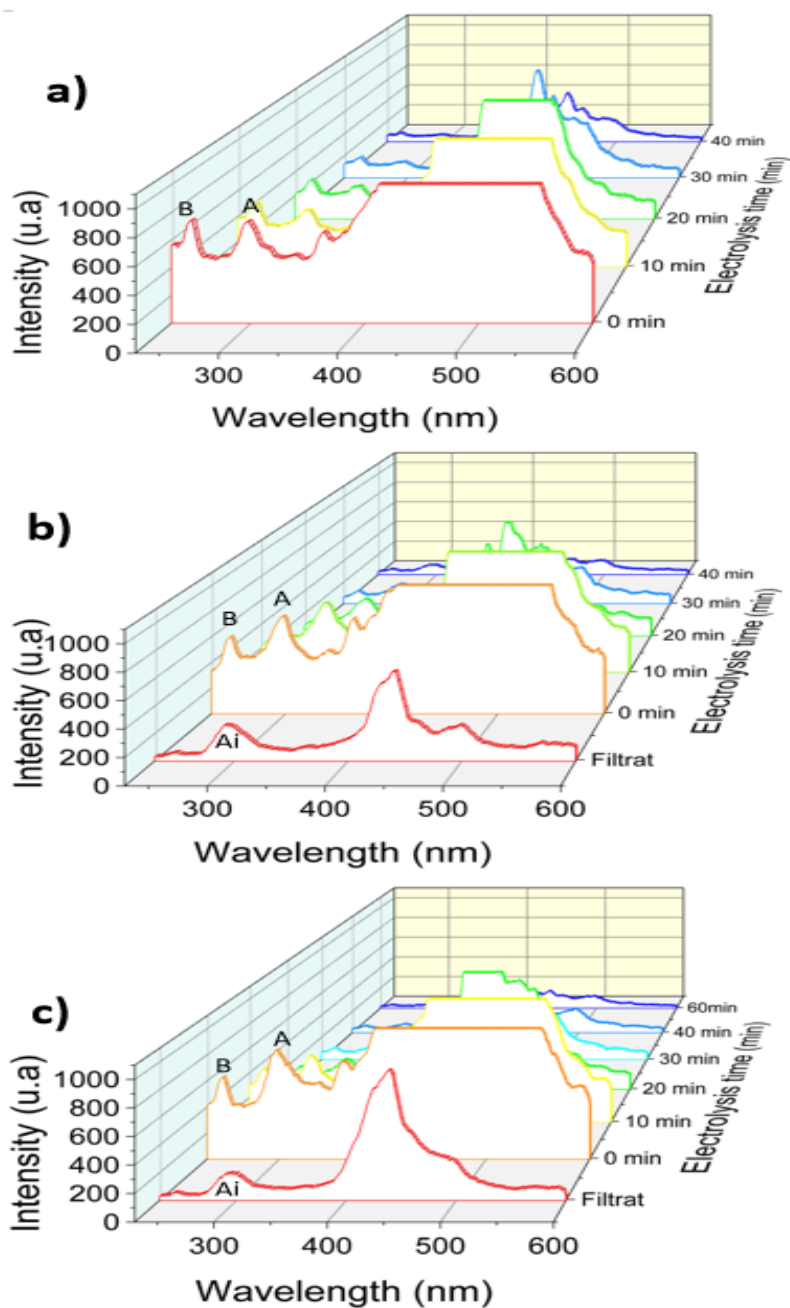 a)
B
A
1000
800
600
400
200
0
Intensity (u.a)
300
400
500
600
Wavelength (nm)
0 min
10 min
20 min
30 min
40 min
Electrolysis time (min)
b)
B
A
Ai
1000
800
600
400
200
0
Intensity (u.a)
300
400
500
600
Wavelength (nm)
Filtrat
0 min
10 min
20 min
30 min
40 min
Electrolysis time (min)
c)
B
A
Ai
1000
800
600
400
200
0
Intensity (u.a)
300
400
500
600
Wavelength (nm)
Filtrat
0 min
10 min
20 min
30 min
40 min
60min
Electrolysis time (min)